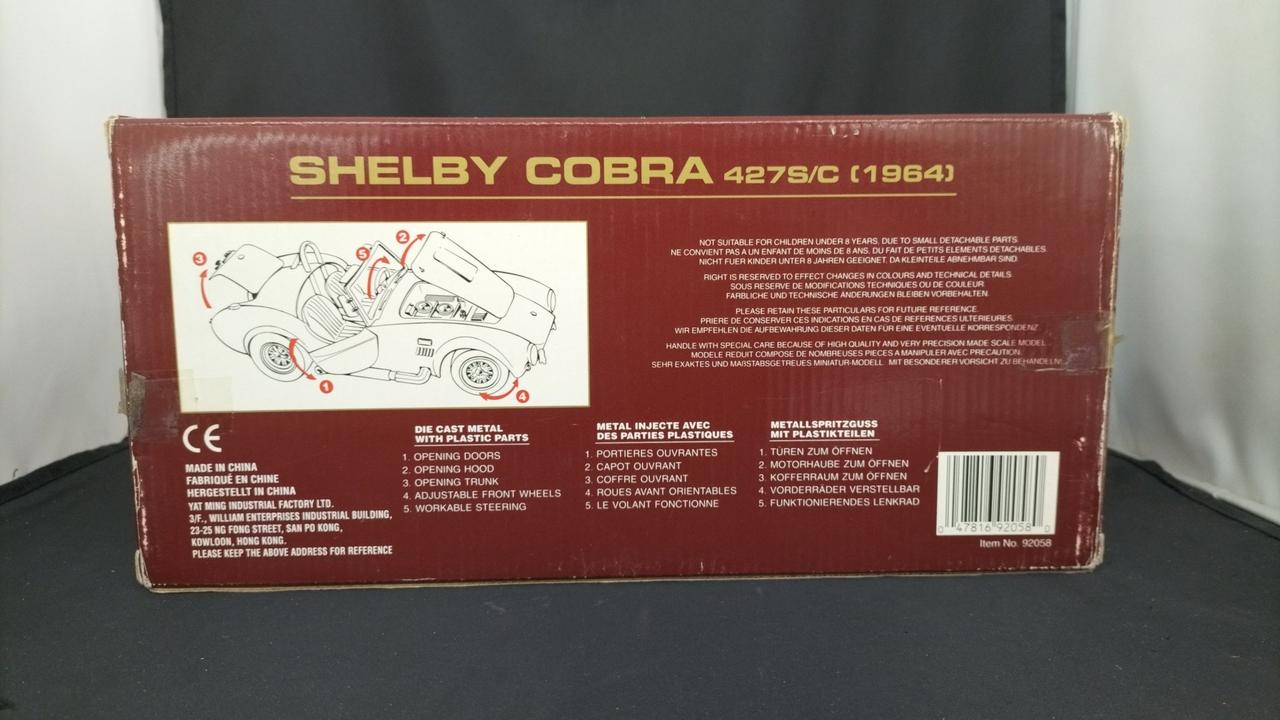 SHELBY COBRA 427S/C (1964)
3
5
2
1
4
NOT SUITABLE FOR CHILDREN UNDER 8 YEARS, DUE TO SMALL DETACHABLE PARTS.
NE CONVIENT PAS A UN ENFANT DE MOINS DE 8 ANS. DU FAIT DE PETITS ELEMENTS DETACHABLES.
NICHT FUER KINDER UNTER 8 JAHREN GEEIGNET. DA KLEINTEILE ABNEHMBAR SIND.
RIGHT IS RESERVED TO EFFECT CHANGES IN COLOURS AND TECHNICAL DETAILS.
SOUS RESERVE DE MODIFICATIONS TECHNIQUES OU DE COULEUR.
FARBLICHE UND TECHNISCHE ÄNDERUNGEN BLEIBEN VORBEHALTEN.
PLEASE RETAIN THESE PARTICULARS FOR FUTURE REFERENCE.
PRIERE DE CONSERVER CES INDICATIONS EN CAS DE REFERENCES ULTERIEURES.
WIR EMPFEHLEN DIE AUFBEWAHRUNG DIESER DATEN FÜR EINE EVENTUELLE KORRESPONDENZ.
HANDLE WITH SPECIAL CARE BECAUSE OF HIGH QUALITY AND VERY PRECISION MADE SCALE MODEL.
MODELE REDUIT COMPOSE DE NOMBREUSES PIECES A MANIPULER AVEC PRECAUTION.
SEHR EXAKTES UND MAßSTABSGETREUES MINIATUR-MODELL. MIT BESONDERER VORSICHT ZU BEHANDELN!
CE
MADE IN CHINA
FABRIQUÉ EN CHINE
HERGESTELLT IN CHINA
YAT MING INDUSTRIAL FACTORY LTD.
3/F., WILLIAM ENTERPRISES INDUSTRIAL BUILDING,
23-25 NG FONG STREET, SAN PO KONG,
KOWLOON, HONG KONG.
PLEASE KEEP THE ABOVE ADDRESS FOR REFERENCE
DIE CAST METAL
WITH PLASTIC PARTS
1. OPENING DOORS
2. OPENING HOOD
3. OPENING TRUNK
4. ADJUSTABLE FRONT WHEELS
5. WORKABLE STEERING
METAL INJECTE AVEC
DES PARTIES PLASTIQUES
1. PORTIERES OUVRANTES
2. CAPOT OUVRANT
3. COFFRE OUVRANT
4. ROUES AVANT ORIENTABLES
5. LE VOLANT FONCTIONNE
METALLSPRITZGUSS
MIT PLASTIKTEILEN
1. TÜREN ZUM ÖFFNEN
2. MOTORHAUBE ZUM ÖFFNEN
3. KOFFERRAUM ZUM ÖFFNEN
4. VORDERRÄDER VERSTELLBAR
5. FUNKTIONIERENDES LENKRAD
0 47816 92058 0
Item No. 92058